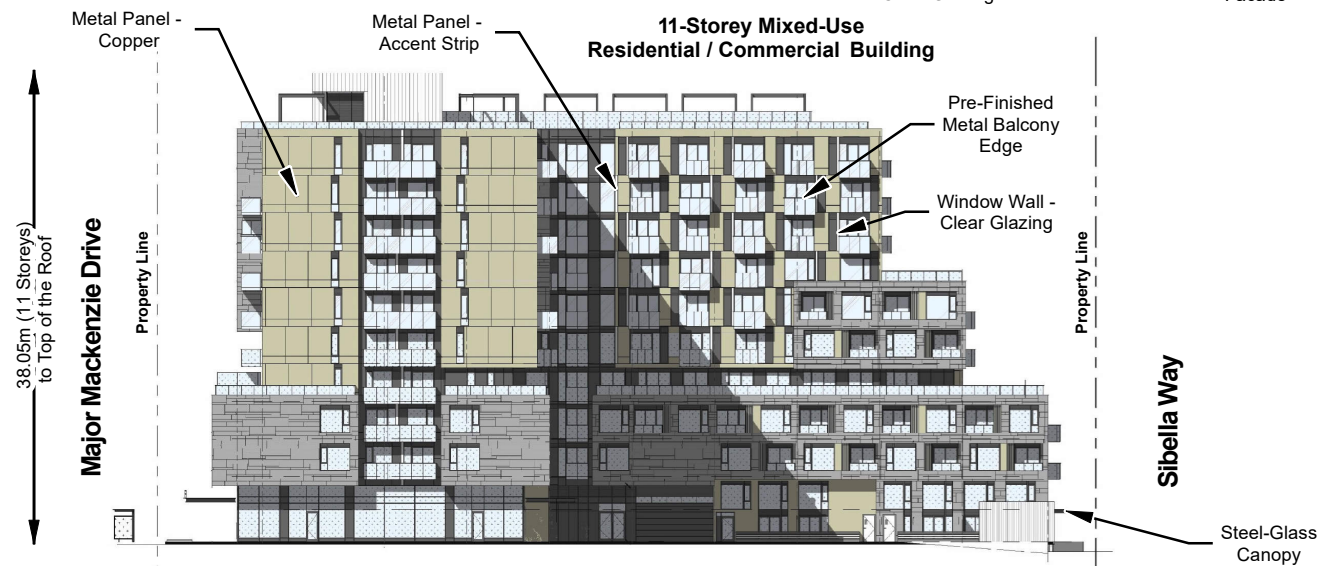 11-Storey Mixed-Use
Residential / Commercial Building
Metal Panel -
Copper
Metal Panel -
Accent Strip
Pre-Finished
Metal Balcony
Edge
Window Wall -
Clear Glazing
38.05m (11 Storeys)
to Top of the Roof
Major Mackenzie Drive
Property Line
Property Line
Sibella Way
Steel-Glass
Canopy